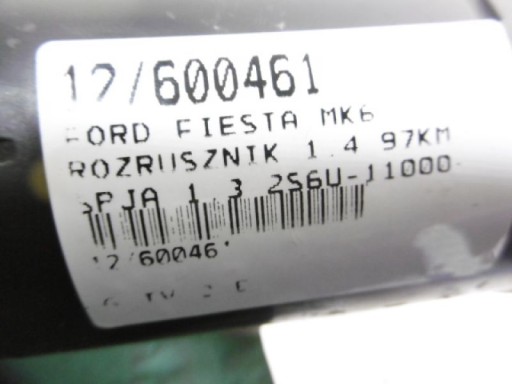 12/600461
FORD FIESTA MK6
ROZRUSZNIK 1.4 97KM
SPJA 1.3 2S6U-11000-
12/60046